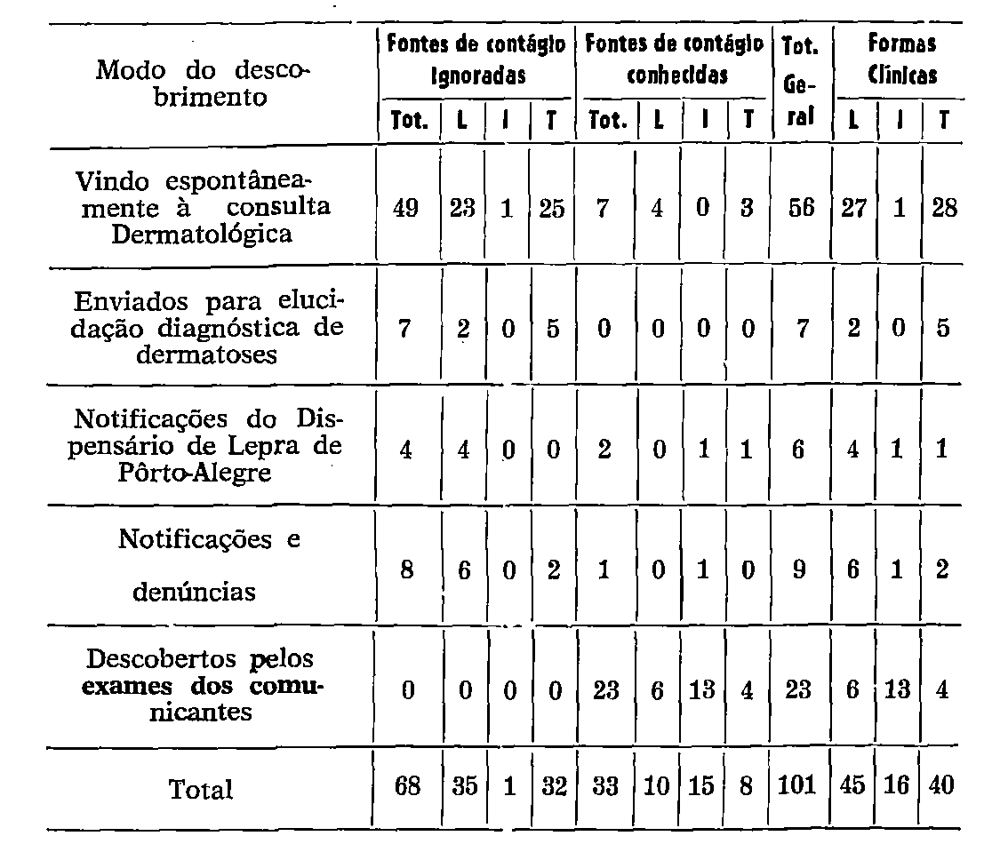 Modo do desco-
brimento
Fontes de contágio
Ignoradas
Fontes de contágio
conhecidas
Tot.
Ge-
ral
Formas
Clínicas
Tot. L I T Tot. L I T L I T
Vindo espontânea-
mente à consulta
Dermatológica
49 23 1 25 7 4 0 3 56 27 1 28
Enviados para eluci-
dação diagnóstica de
dermatoses
7 2 0 5 0 0 0 0 7 2 0 5
Notificações do Dis-
pensário de Lepra de
Pôrto-Alegre
4 4 0 0 2 0 1 1 6 4 1 1
Notificações e
denúncias
8 6 0 2 1 0 1 0 9 6 1 2
Descobertos pelos
exames dos comu-
nicantes
0 0 0 0 23 6 13 4 23 6 13 4
Total 68 35 1 32 33 10 15 8 101 45 16 40